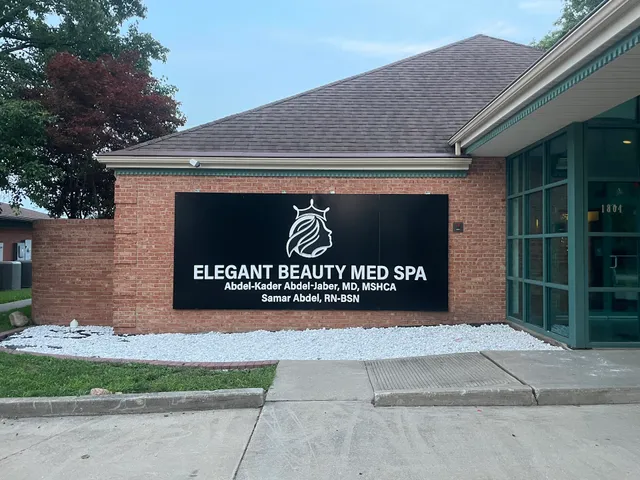 1804
ELEGANT BEAUTY MED SPA
Abdel-Kader Abdel-Jaber, MD, MSHCA
Samar Abdel, RN-BSN